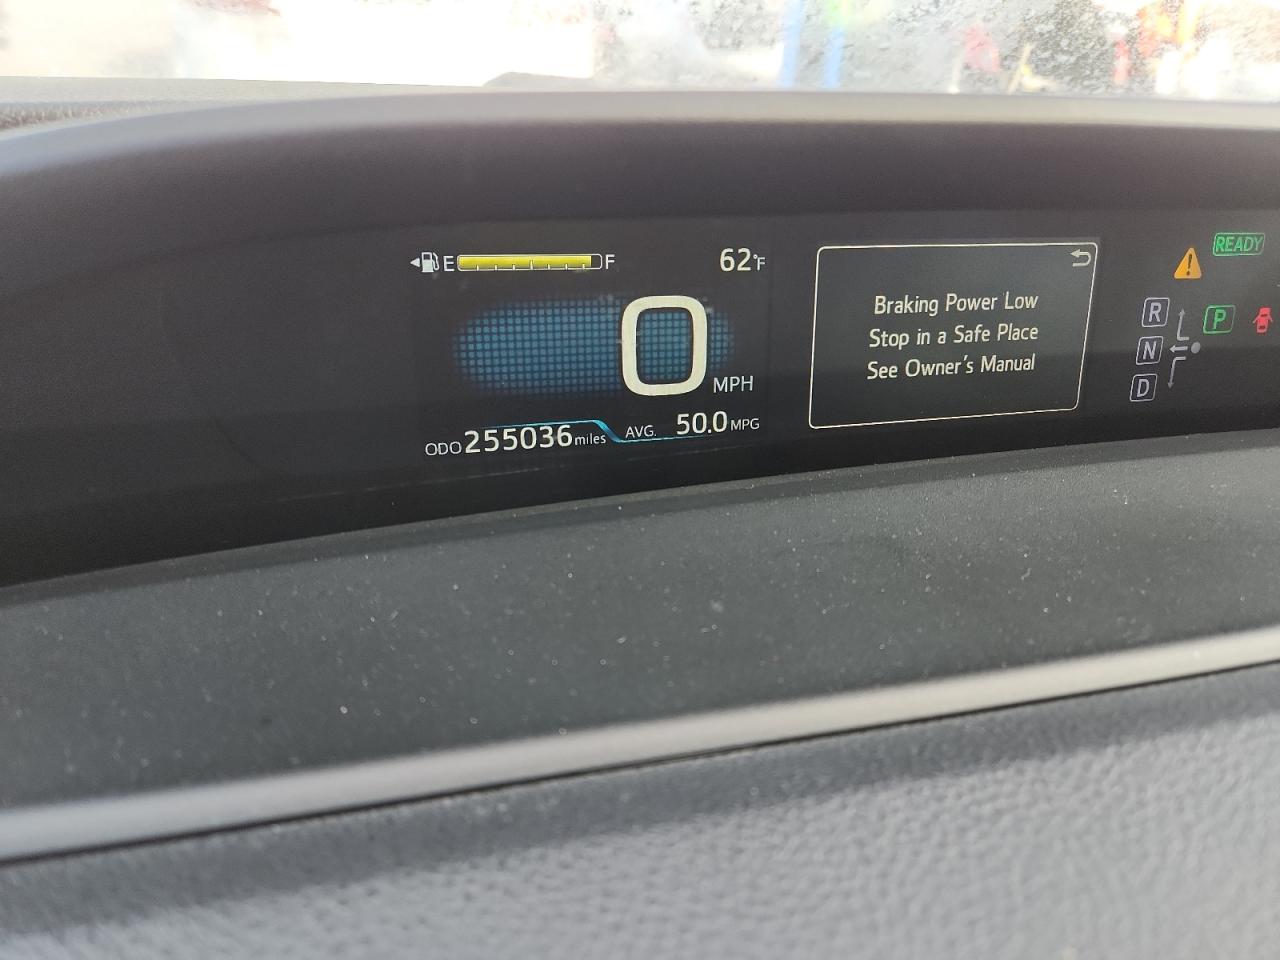 E F
62°F
0 MPH
ODO 255036 miles
AVG. 50.0 MPG
Braking Power Low
Stop in a Safe Place
See Owner's Manual
READY
R
N
D
P